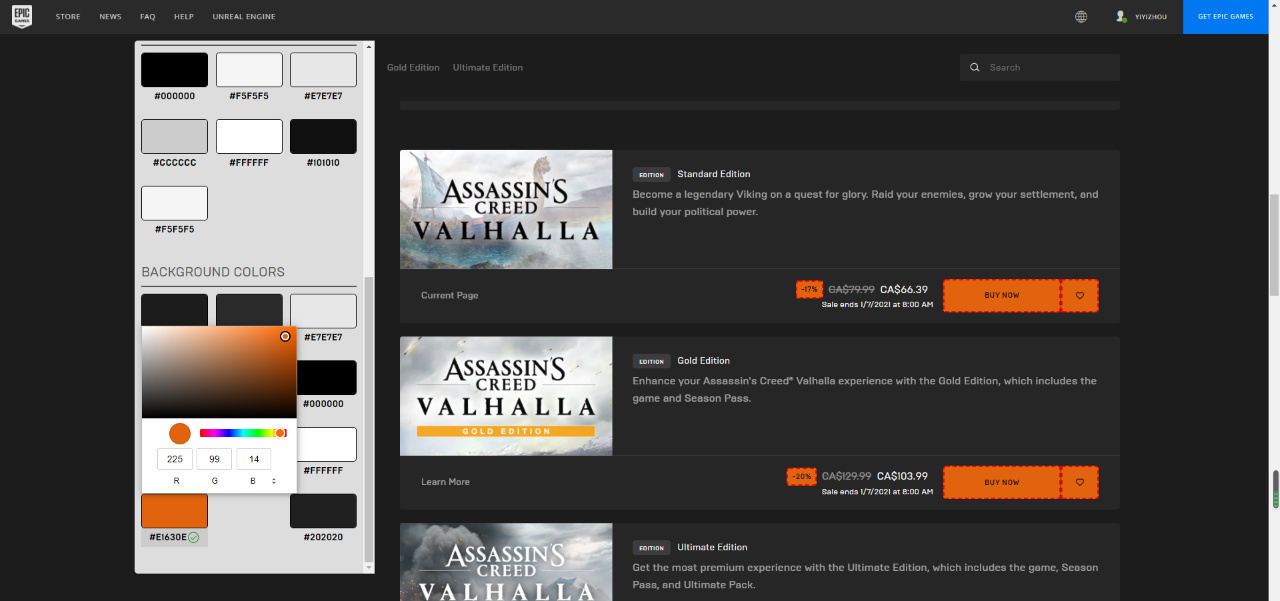 EPIC GAMES
STORE NEWS FAQ HELP UNREAL ENGINE
YIYIZHOU
GET EPIC GAMES
#000000 #F5F5F5 #E7E7E7
#CCCCCC #FFFFFF #101010
#F5F5F5
BACKGROUND COLORS
#E7E7E7
#000000
#FFFFFF
225 99 14
R G B
#E1630E #202020
Gold Edition Ultimate Edition
Search
ASSASSIN'S
CREED
VALHALLA
EDITION Standard Edition
Become a legendary Viking on a quest for glory. Raid your enemies, grow your settlement, and
build your political power.
Current Page
-17% CA$79.99 CA$66.39
Sale ends 1/7/2021 at 8:00 AM
BUY NOW
ASSASSIN'S
CREED
VALHALLA
GOLD EDITION
EDITION Gold Edition
Enhance your Assassin's Creed® Valhalla experience with the Gold Edition, which includes the
game and Season Pass.
Learn More
-20% CA$129.99 CA$103.99
Sale ends 1/7/2021 at 8:00 AM
BUY NOW
ASSASSIN'S
CREED
VALHALLA
EDITION Ultimate Edition
Get the most premium experience with the Ultimate Edition, which includes the game, Season
Pass, and Ultimate Pack.